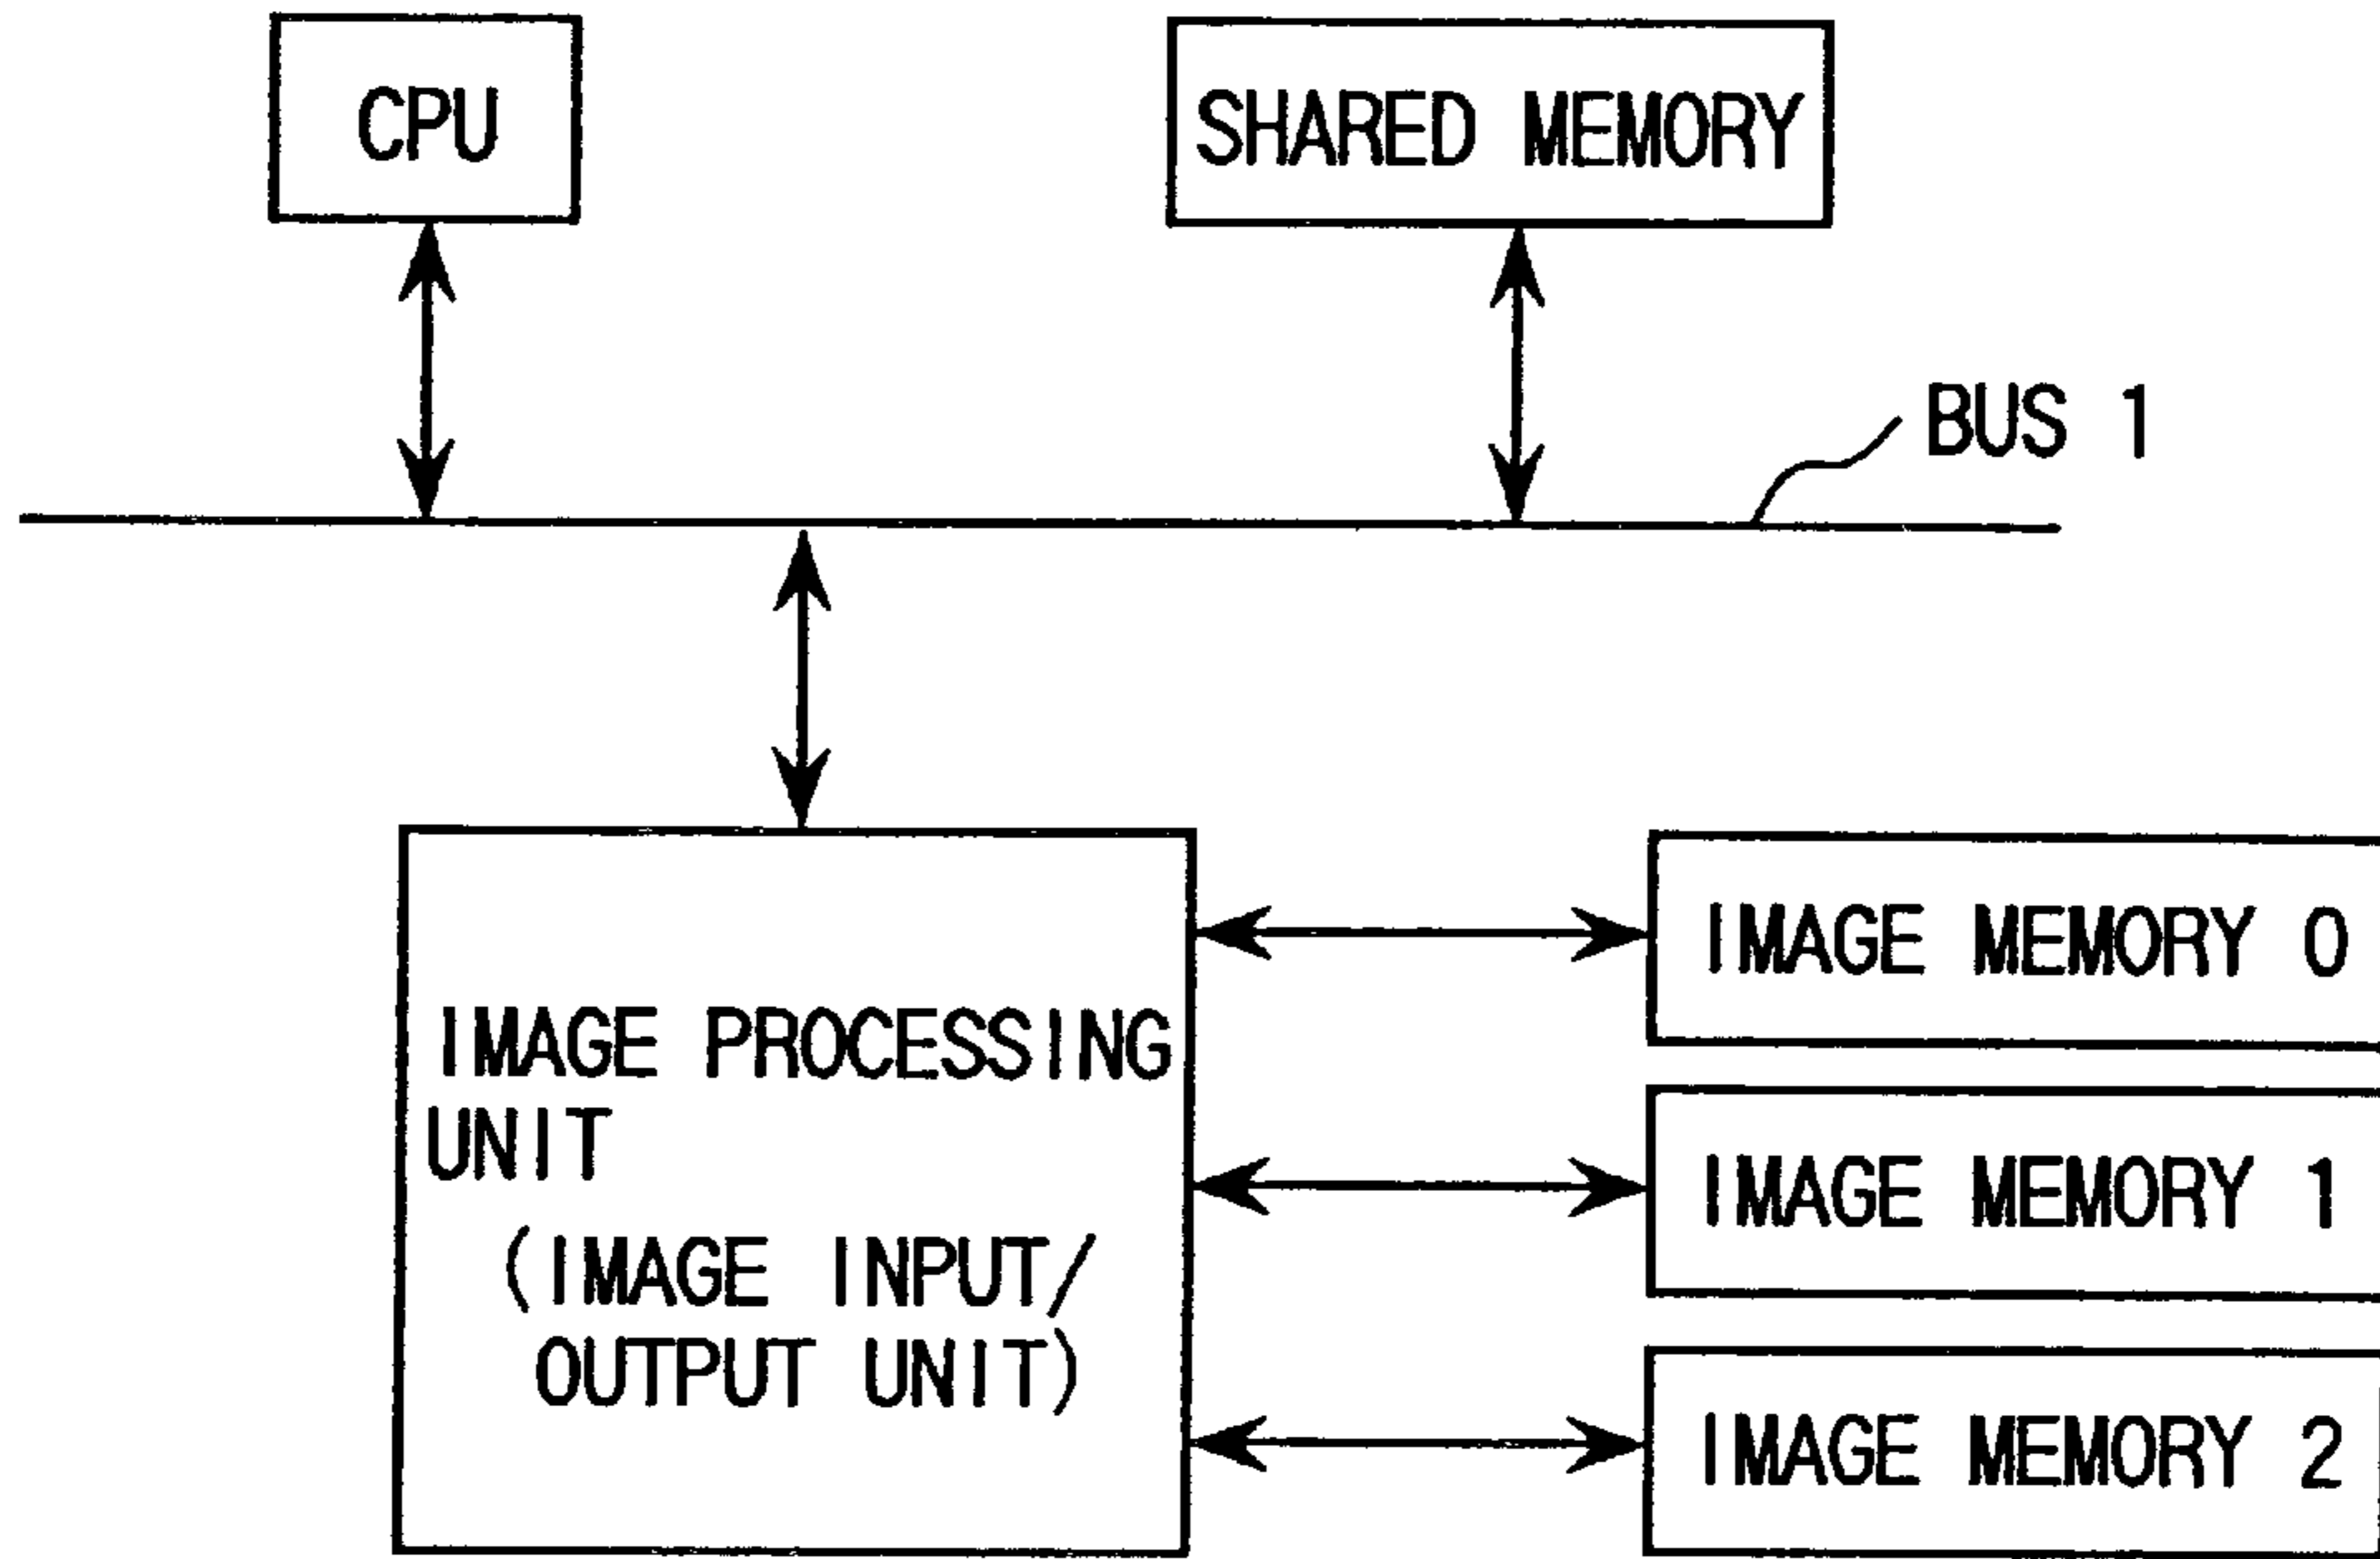 CPU
SHARED MEMORY
BUS 1
IMAGE PROCESSING
UNIT
(IMAGE INPUT/
OUTPUT UNIT)
IMAGE MEMORY 0
IMAGE MEMORY 1
IMAGE MEMORY 2